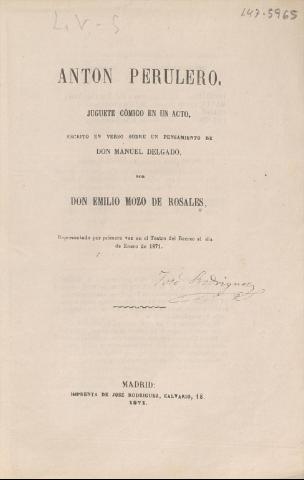 L, V-5
147-5965
ANTON PERULERO,
JUGUETE CÓMICO EN UN ACTO,
ESCRITO EN VERSO SOBRE UN PENSAMIENTO DE
DON MANUEL DELGADO,
POR
DON EMILIO MOZO DE ROSALES,
Representado por primera vez en el Teatro del Recreo el dia
de Enero de 1871.
José Rodriguez
MADRID:
IMPRENTA DE JOSÉ RODRIGUEZ, CALVARIO, 18.
1871.